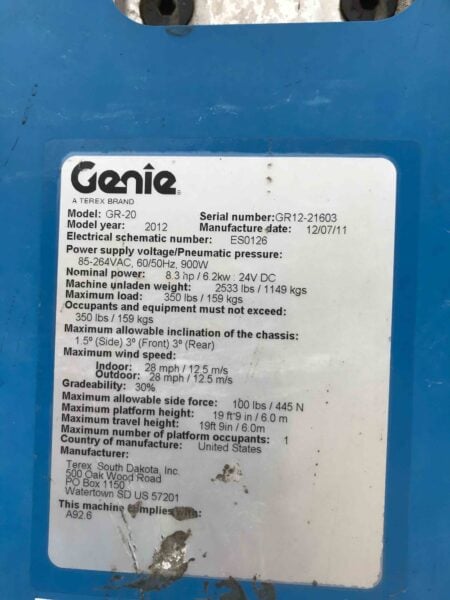 Genie
A TEREX BRAND
Model: GR-20 Serial number:GR12-21603
Model year: 2012 Manufacture date: 12/07/11
Electrical schematic number: ES0126
Power supply voltage/Pneumatic pressure:
85-264VAC, 60/50Hz, 900W
Nominal power: 8.3 hp / 6.2kw : 24V DC
Machine unladen weight: 2533 lbs / 1149 kgs
Maximum load: 350 lbs / 159 kgs
Occupants and equipment must not exceed:
350 lbs / 159 kgs
Maximum allowable inclination of the chassis:
1.5° (Side) 3° (Front) 3° (Rear)
Maximum wind speed:
Indoor: 28 mph / 12.5 m/s
Outdoor: 28 mph / 12.5 m/s
Gradeability: 30%
Maximum allowable side force: 100 lbs / 445 N
Maximum platform height: 19 ft 9 in / 6.0 m
Maximum travel height: 19ft 9in / 6.0m
Maximum number of platform occupants: 1
Country of manufacture: United States
Manufacturer:
Terex South Dakota, Inc.
500 Oak Wood Road
PO Box 1150
Watertown SD US 57201
This machine complies with:
A92.6